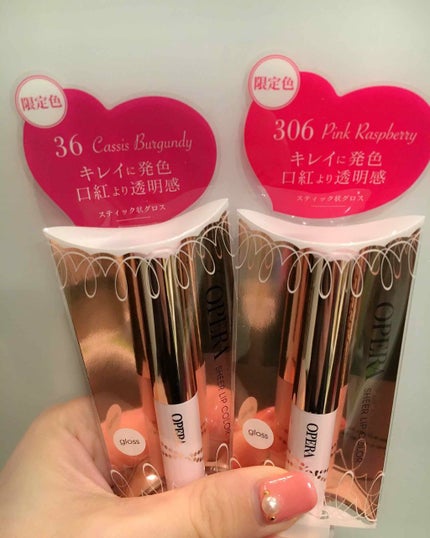 限定色
36 Cassis Burgundy
キレイに発色
口紅より透明感
スティック状グロス
OPERA
SHEER LIP COLOR
OPERA
gloss
限定色
306 Pink Raspberry
キレイに発色
口紅より透明感
スティック状グロス
OPERA
SHEER LIP COLOR
OPERA
gloss